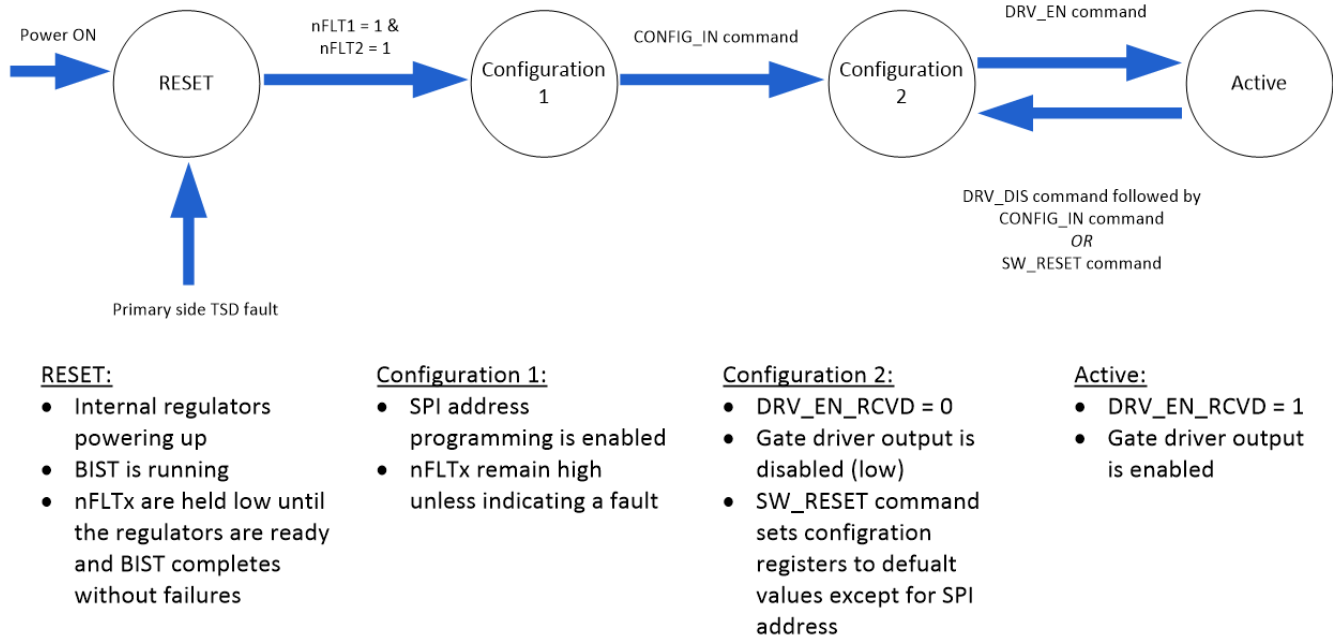 Power ON
RESET
nFLT1 = 1 &
nFLT2 = 1
Configuration
1
CONFIG_IN command
Configuration
2
DRV_EN command
Active
DRV_DIS command followed by
CONFIG_IN command
OR
SW_RESET command
Primary side TSD fault
RESET:
• Internal regulators
powering up
• BIST is running
• nFLTx are held low until
the regulators are ready
and BIST completes
without failures
Configuration 1:
• SPI address
programming is enabled
• nFLTx remain high
unless indicating a fault
Configuration 2:
• DRV_EN_RCVD = 0
• Gate driver output is
disabled (low)
• SW_RESET command
sets configration
registers to defualt
values except for SPI
address
Active:
• DRV_EN_RCVD = 1
• Gate driver output
is enabled